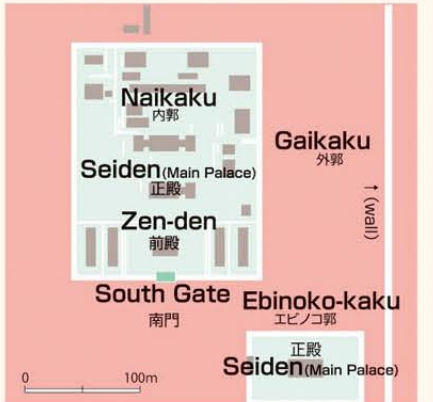 Naikaku
内郭
Gaikaku
外郭
Seiden(Main Palace)
正殿
↑(wall)
Zen-den
前殿
South Gate
南門
Ebinoko-kaku
エビノコ郭
正殿
Seiden(Main Palace)
0 100m